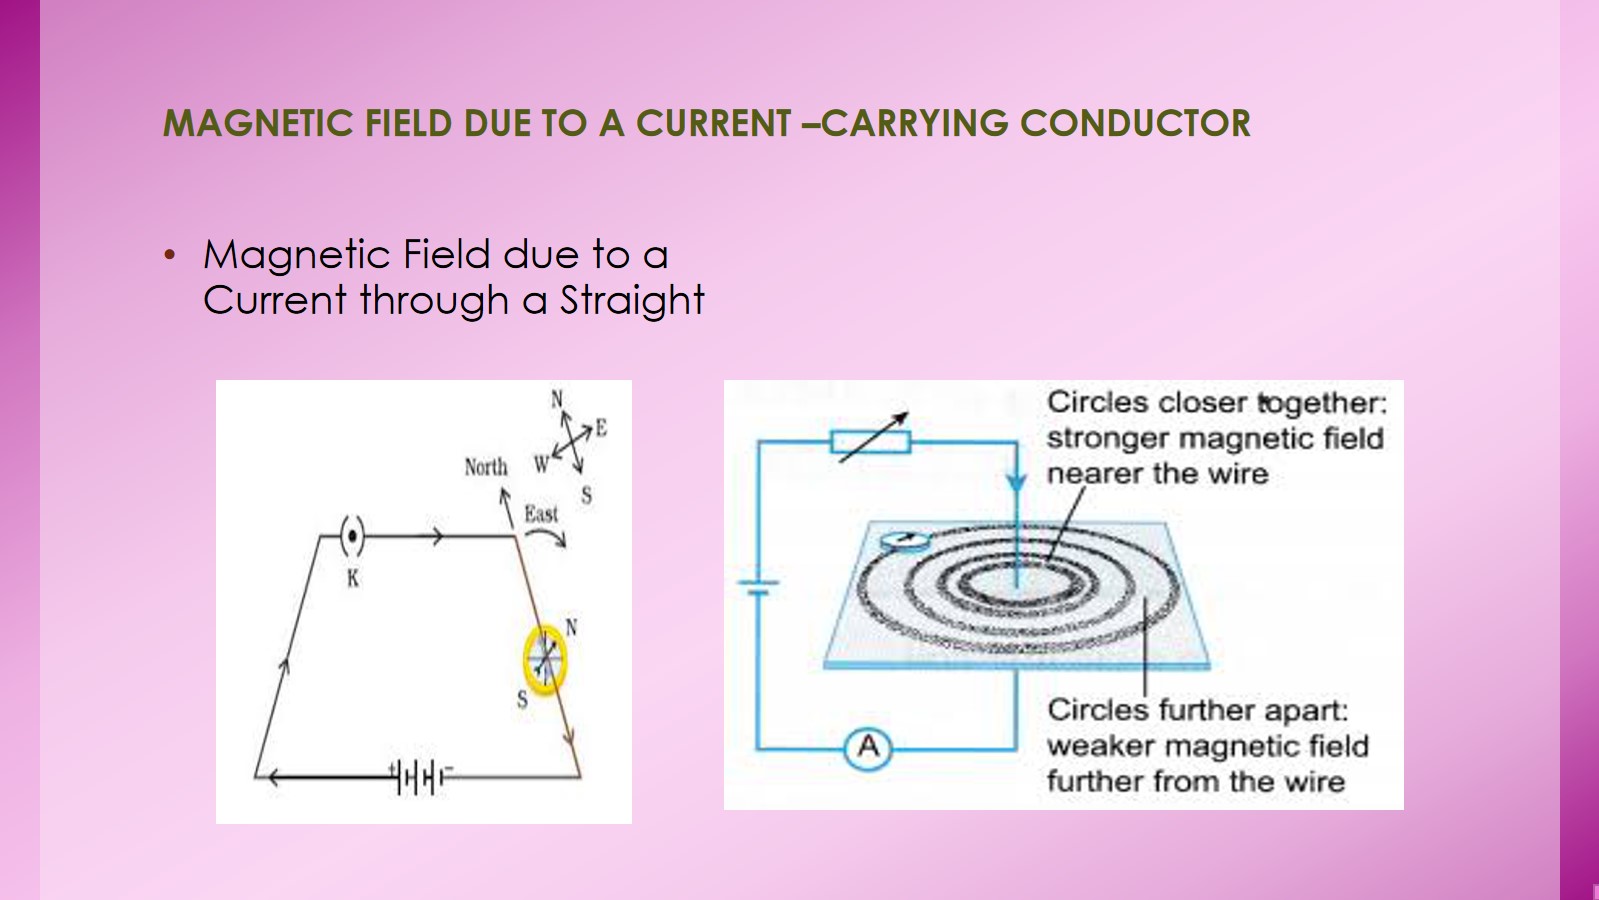 MAGNETIC FIELD DUE TO A CURRENT –CARRYING CONDUCTOR
• Magnetic Field due to a
Current through a Straight
N
E
W
S
North
East
K
N
S
+
−
Circles closer together:
stronger magnetic field
nearer the wire
A
Circles further apart:
weaker magnetic field
further from the wire